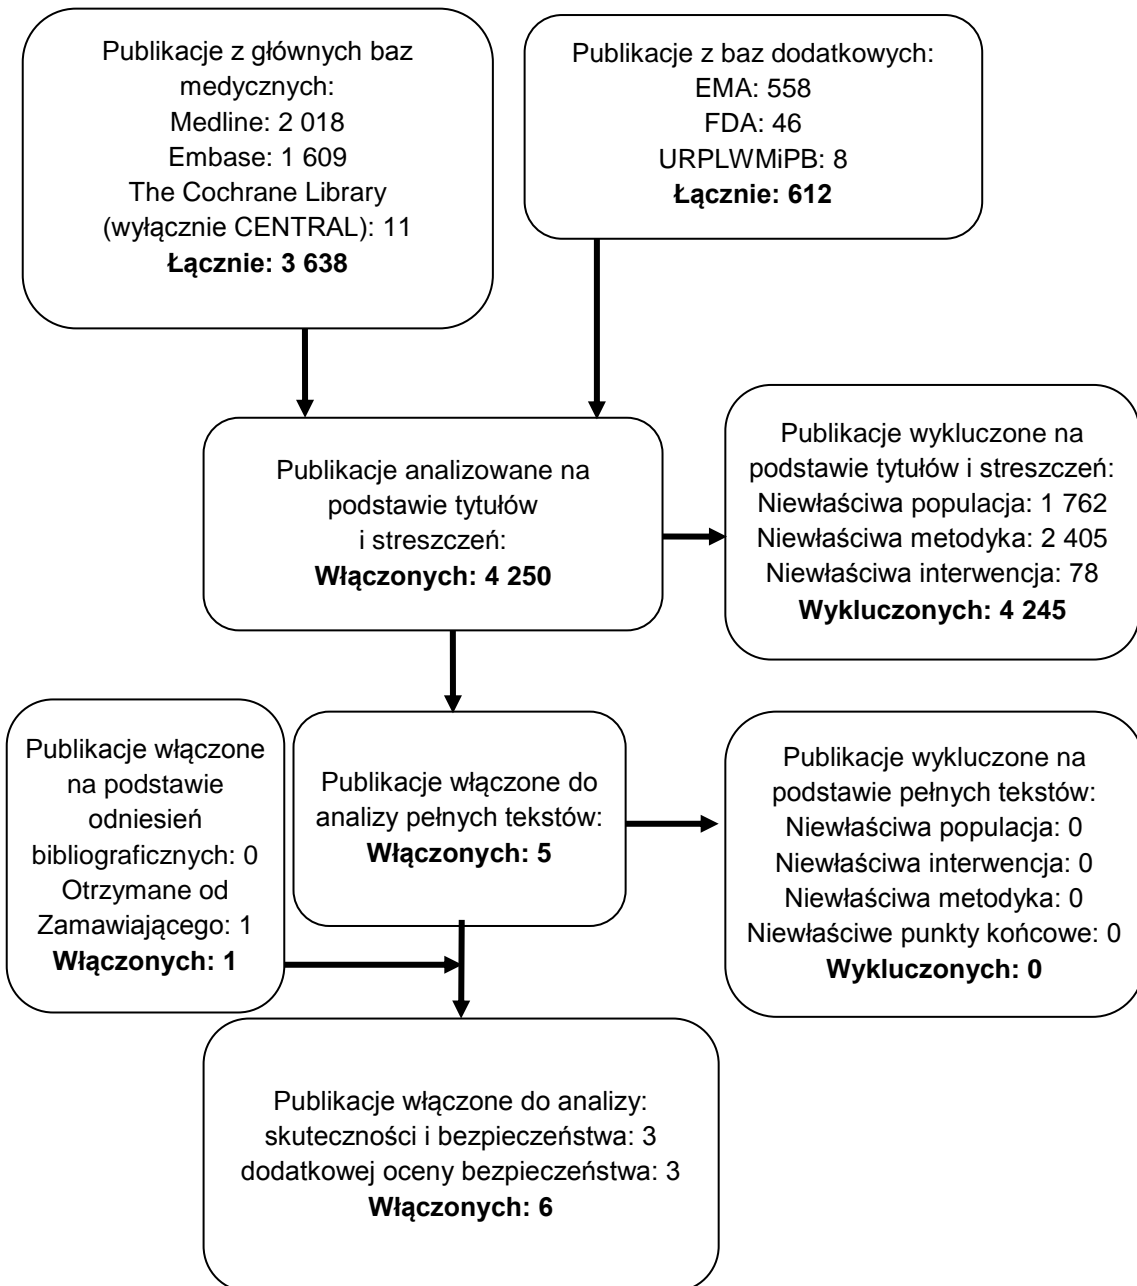 Publikacje z głównych baz
medycznych:
Medline: 2 018
Embase: 1 609
The Cochrane Library
(wyłącznie CENTRAL): 11
Łącznie: 3 638
Publikacje z baz dodatkowych:
EMA: 558
FDA: 46
URPLWMiPB: 8
Łącznie: 612
Publikacje analizowane na
podstawie tytułów
i streszczeń:
Włączonych: 4 250
Publikacje wykluczone na
podstawie tytułów i streszczeń:
Niewłaściwa populacja: 1 762
Niewłaściwa metodyka: 2 405
Niewłaściwa interwencja: 78
Wykluczonych: 4 245
Publikacje włączone
na podstawie
odniesień
bibliograficznych: 0
Otrzymane od
Zamawiającego: 1
Włączonych: 1
Publikacje włączone do
analizy pełnych tekstów:
Włączonych: 5
Publikacje wykluczone na
podstawie pełnych tekstów:
Niewłaściwa populacja: 0
Niewłaściwa interwencja: 0
Niewłaściwa metodyka: 0
Niewłaściwe punkty końcowe: 0
Wykluczonych: 0
Publikacje włączone do analizy:
skuteczności i bezpieczeństwa: 3
dodatkowej oceny bezpieczeństwa: 3
Włączonych: 6